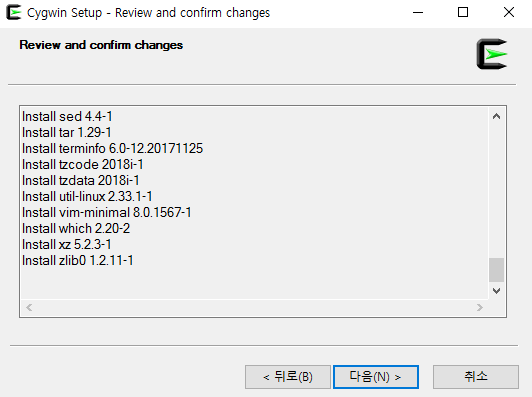 Cygwin Setup - Review and confirm changes
Review and confirm changes
Install sed 4.4-1
Install tar 1.29-1
Install terminfo 6.0-12.20171125
Install tzcode 2018i-1
Install tzdata 2018i-1
Install util-linux 2.33.1-1
Install vim-minimal 8.0.1567-1
Install which 2.20-2
Install xz 5.2.3-1
Install zlib0 1.2.11-1
< 뒤로(B) 다음(N) > 취소